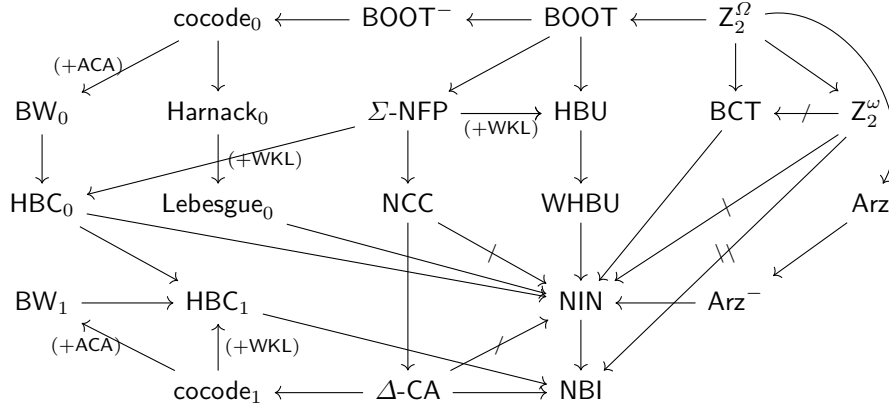 cocode₀ BOOT⁻ BOOT Z₂^Ω
(+ACA)
BW₀ Harnack₀ Σ-NFP (+WKL) HBU BCT Z₂^ω
(+WKL)
HBC₀ Lebesgue₀ NCC WHBU Arz
BW₁ HBC₁ NIN Arz⁻
(+ACA) (+WKL)
cocode₁ Δ-CA NBI